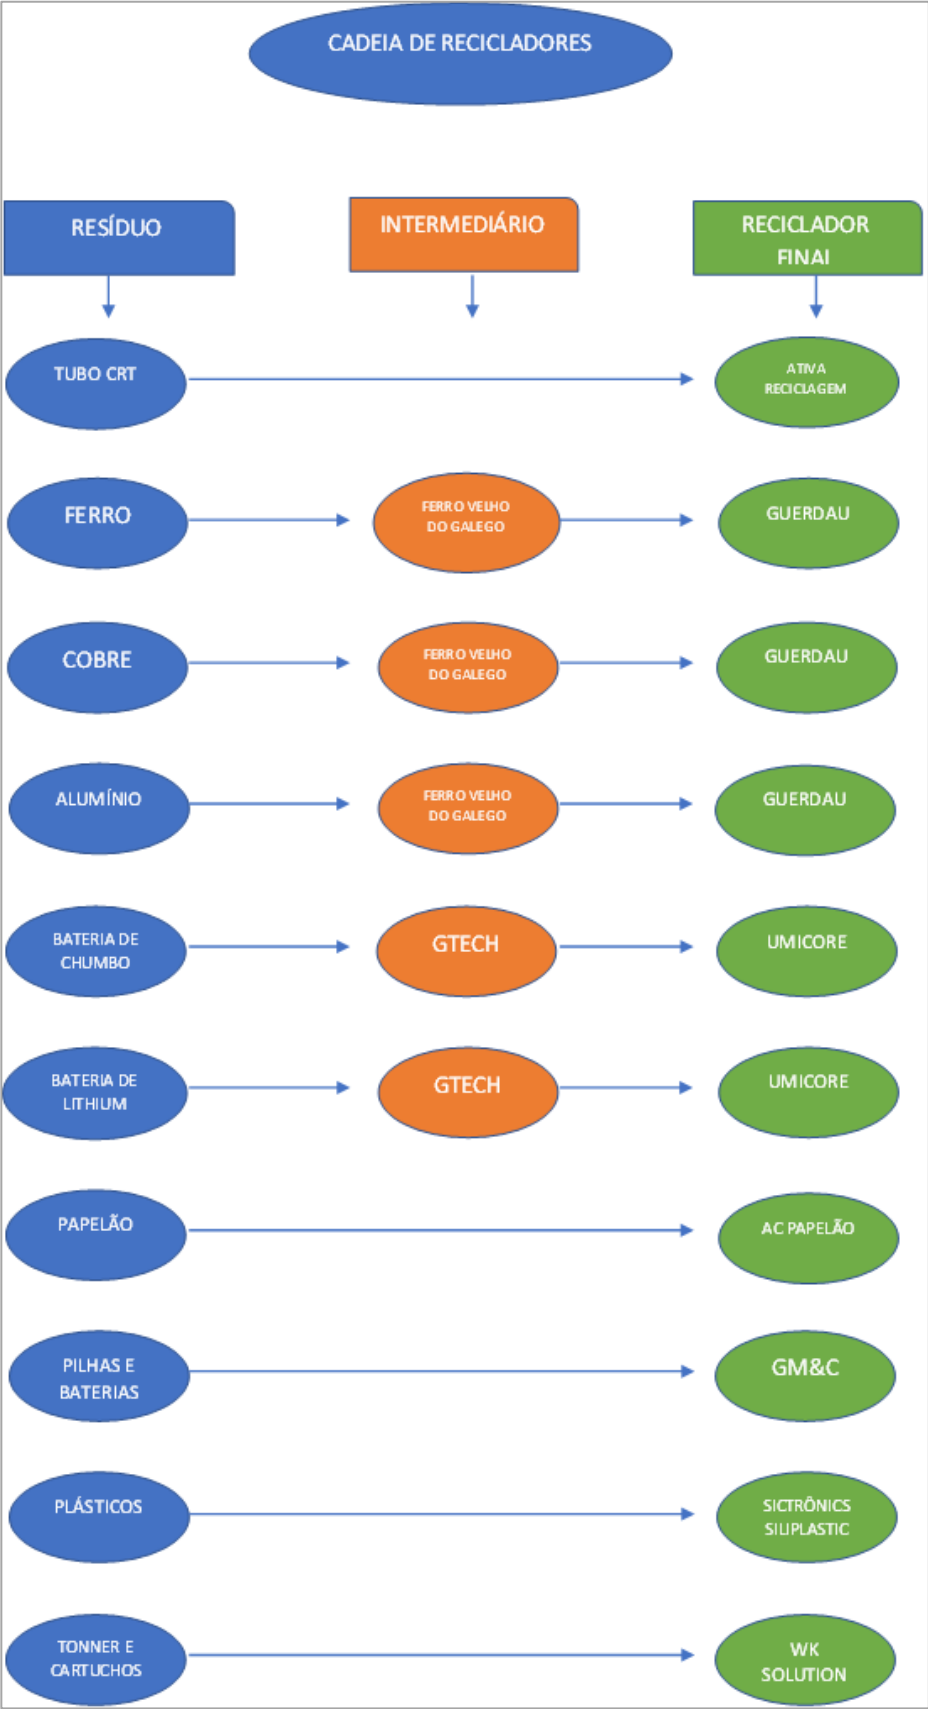 CADEIA DE RECICLADORES
RESÍDUO
INTERMEDIÁRIO
RECICLADOR
FINAl
TUBO CRT
ATIVA
RECICLAGEM
FERRO
FERRO VELHO
DO GALEGO
GUERDAU
COBRE
FERRO VELHO
DO GALEGO
GUERDAU
ALUMÍNIO
FERRO VELHO
DO GALEGO
GUERDAU
BATERIA DE
CHUMBO
GTECH
UMICORE
BATERIA DE
LITHIUM
GTECH
UMICORE
PAPELÃO
AC PAPELÃO
PILHAS E
BATERIAS
GM&C
PLÁSTICOS
SICTRÔNICS
SILIPLASTIC
TONNER E
CARTUCHOS
WK
SOLUTION